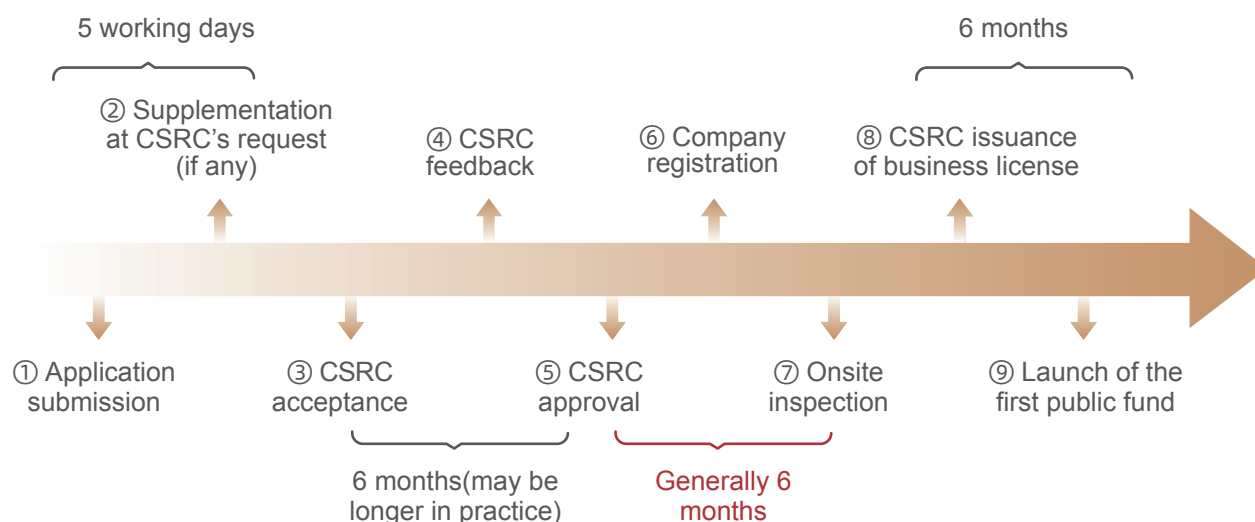 5 working days
6 months
② Supplementation
at CSRC’s request
(if any)
④ CSRC
feedback
⑥ Company
registration
⑧ CSRC issuance
of business license
① Application
submission
③ CSRC
acceptance
⑤ CSRC
approval
⑦ Onsite
inspection
⑨ Launch of the
first public fund
6 months(may be
longer in practice)
Generally 6
months